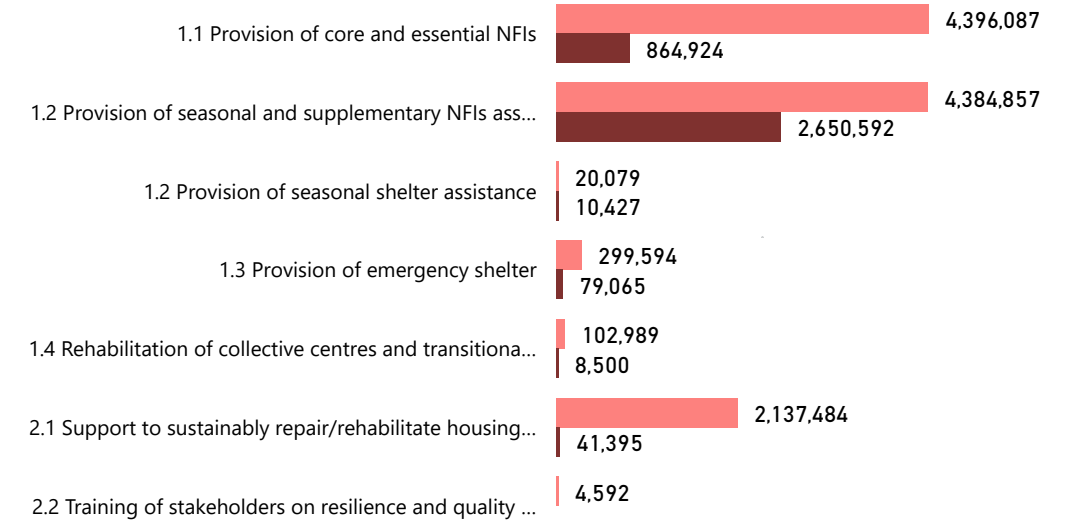 1.1 Provision of core and essential NFIs
4,396,087
864,924
1.2 Provision of seasonal and supplementary NFIs ass...
4,384,857
2,650,592
1.2 Provision of seasonal shelter assistance
20,079
10,427
1.3 Provision of emergency shelter
299,594
79,065
1.4 Rehabilitation of collective centres and transitiona...
102,989
8,500
2.1 Support to sustainably repair/rehabilitate housing...
2,137,484
41,395
2.2 Training of stakeholders on resilience and quality ...
4,592